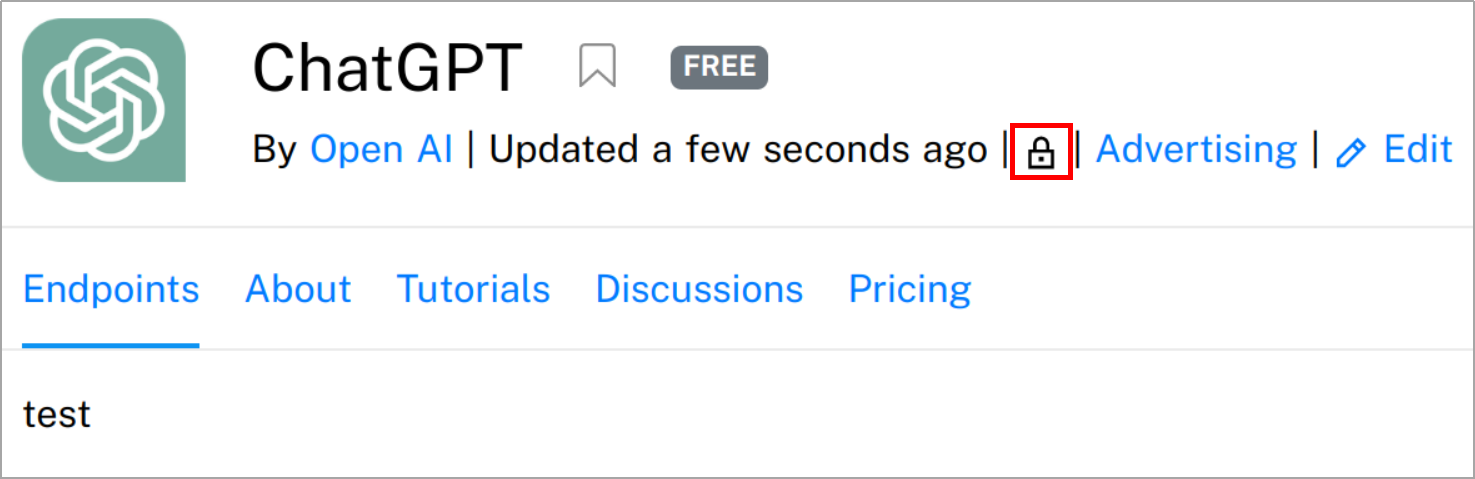 ChatGPT FREE
By Open AI | Updated a few seconds ago | | Advertising | Edit
Endpoints About Tutorials Discussions Pricing
test